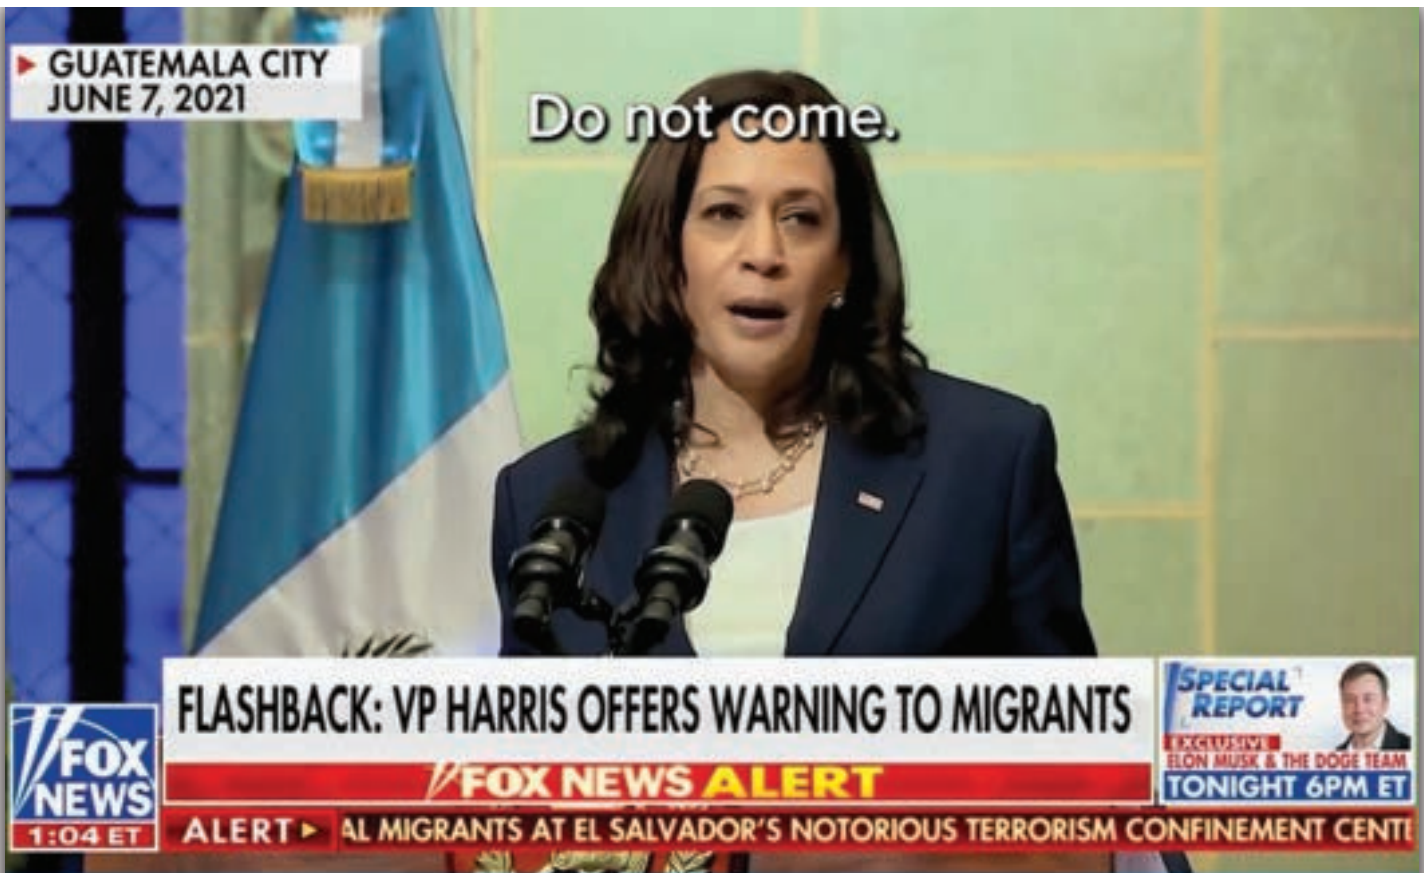 GUATEMALA CITY
JUNE 7, 2021
Do not come.
FLASHBACK: VP HARRIS OFFERS WARNING TO MIGRANTS
SPECIAL
REPORT
EXCLUSIVE
ELON MUSK & THE DOGE TEAM
TONIGHT 6PM ET
FOX NEWS ALERT
FOX
NEWS
1:04 ET
ALERT
AL MIGRANTS AT EL SALVADOR'S NOTORIOUS TERRORISM CONFINEMENT CENTE